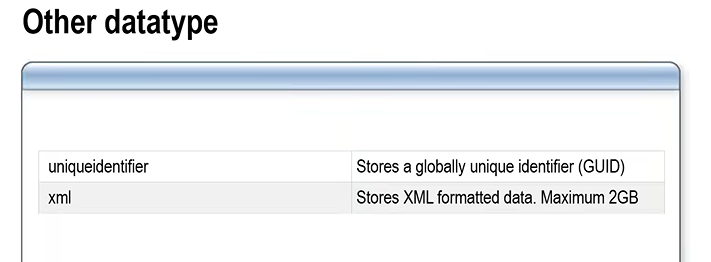 Other datatype
uniqueidentifier Stores a globally unique identifier (GUID)
xml Stores XML formatted data. Maximum 2GB